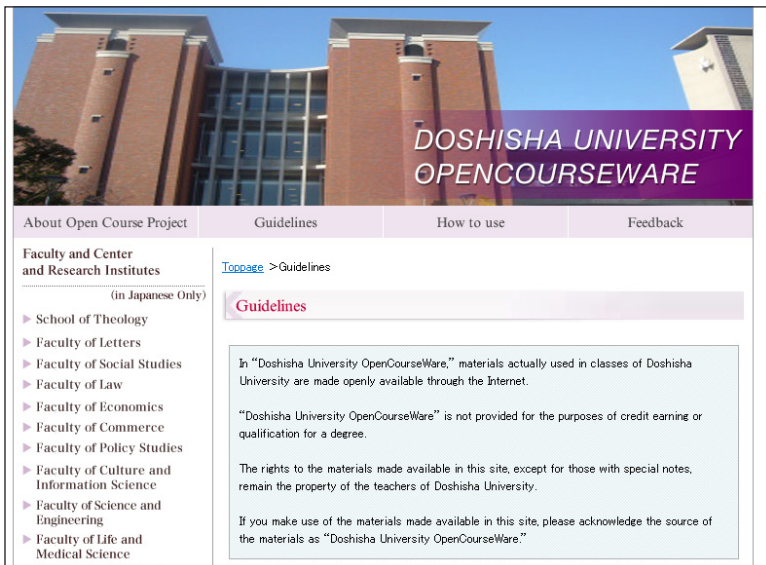 DOSHISHA UNIVERSITY
OPENCOURSEWARE
About Open Course Project
Guidelines
How to use
Feedback
Faculty and Center
and Research Institutes
(in Japanese Only)
School of Theology
Faculty of Letters
Faculty of Social Studies
Faculty of Law
Faculty of Economics
Faculty of Commerce
Faculty of Policy Studies
Faculty of Culture and
Information Science
Faculty of Science and
Engineering
Faculty of Life and
Medical Science
Toppage >Guidelines
Guidelines
In “Doshisha University OpenCourseWare,” materials actually used in classes of Doshisha
University are made openly available through the Internet.
“Doshisha University OpenCourseWare” is not provided for the purposes of credit earning or
qualification for a degree.
The rights to the materials made available in this site, except for those with special notes,
remain the property of the teachers of Doshisha University.
If you make use of the materials made available in this site, please acknowledge the source of
the materials as “Doshisha University OpenCourseWare.”